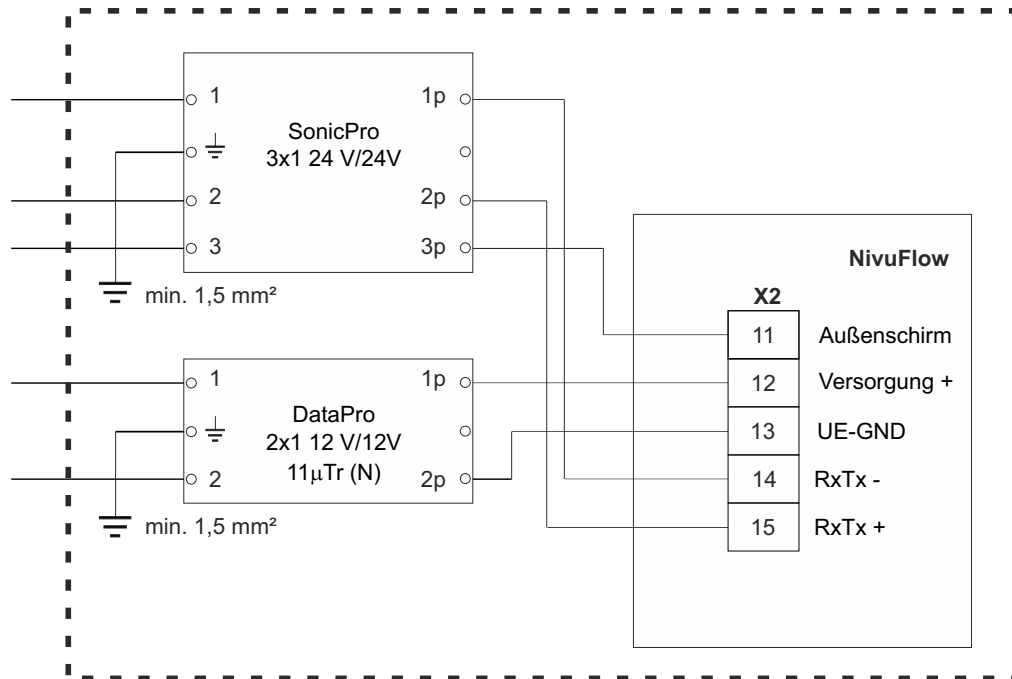 1
1p
SonicPro
3x1 24 V/24V
2
2p
3
3p
min. 1,5 mm²
1
1p
DataPro
2x1 12 V/12V
11µTr (N)
2
2p
min. 1,5 mm²
NivuFlow
X2
11 Außenschirm
12 Versorgung +
13 UE-GND
14 RxTx -
15 RxTx +